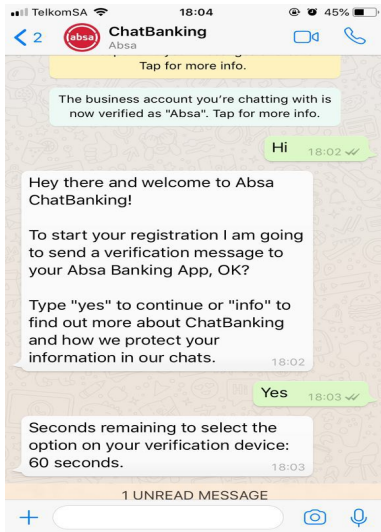 TelkomSA 18:04 45%
2 absa ChatBanking
Absa
Tap for more info.
The business account you're chatting with is
now verified as "Absa". Tap for more info.
Hi 18:02
Hey there and welcome to Absa
ChatBanking!
To start your registration I am going
to send a verification message to
your Absa Banking App, OK?
Type "yes" to continue or "info" to
find out more about ChatBanking
and how we protect your
information in our chats. 18:02
Yes 18:03
Seconds remaining to select the
option on your verification device:
60 seconds. 18:03
1 UNREAD MESSAGE